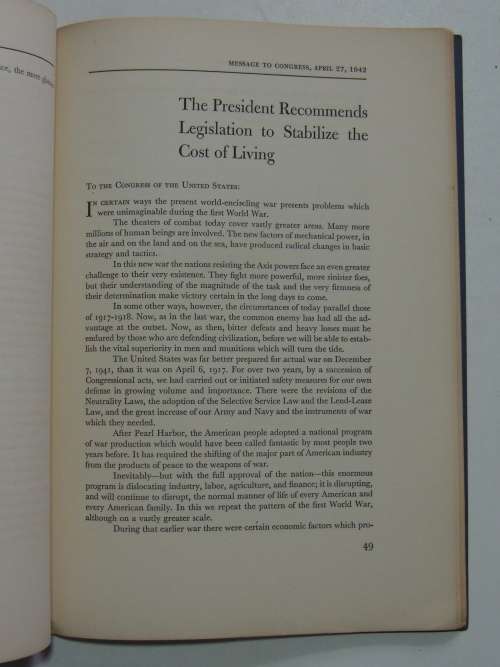 ce, the more
MESSAGE TO CONGRESS, APRIL 27, 1942
The President Recommends
Legislation to Stabilize the
Cost of Living
TO THE CONGRESS OF THE UNITED STATES:
IN CERTAIN ways the present world-encircling war presents problems which
were unimaginable during the first World War.
The theaters of combat today cover vastly greater areas. Many more
millions of human beings are involved. The new factors of mechanical power, in
the air and on the land and on the sea, have produced radical changes in basic
strategy and tactics.
In this new war the nations resisting the Axis powers face an even greater
challenge to their very existence. They fight more powerful, more sinister foes,
but their understanding of the magnitude of the task and the very firmness of
their determination make victory certain in the long days to come.
In some other ways, however, the circumstances of today parallel those
of 1917-1918. Now, as in the last war, the common enemy has had all the ad-
vantage at the outset. Now, as then, bitter defeats and heavy losses must be
endured by those who are defending civilization, before we will be able to estab-
lish the vital superiority in men and munitions which will turn the tide.
The United States was far better prepared for actual war on December
7, 1941, than it was on April 6, 1917. For over two years, by a succession of
Congressional acts, we had carried out or initiated safety measures for our own
defense in growing volume and importance. There were the revisions of the
Neutrality Laws, the adoption of the Selective Service Law and the Lend-Lease
Law, and the great increase of our Army and Navy and the instruments of war
which they needed.
After Pearl Harbor, the American people adopted a national program
of war production which would have been called fantastic by most people two
years before. It has required the shifting of the major part of American industry
from the products of peace to the weapons of war.
Inevitably—but with the full approval of the nation—this enormous
program is dislocating industry, labor, agriculture, and finance; it is disrupting,
and will continue to disrupt, the normal manner of life of every American and
every American family. In this we repeat the pattern of the first World War,
although on a vastly greater scale.
During that earlier war there were certain economic factors which pro-
49